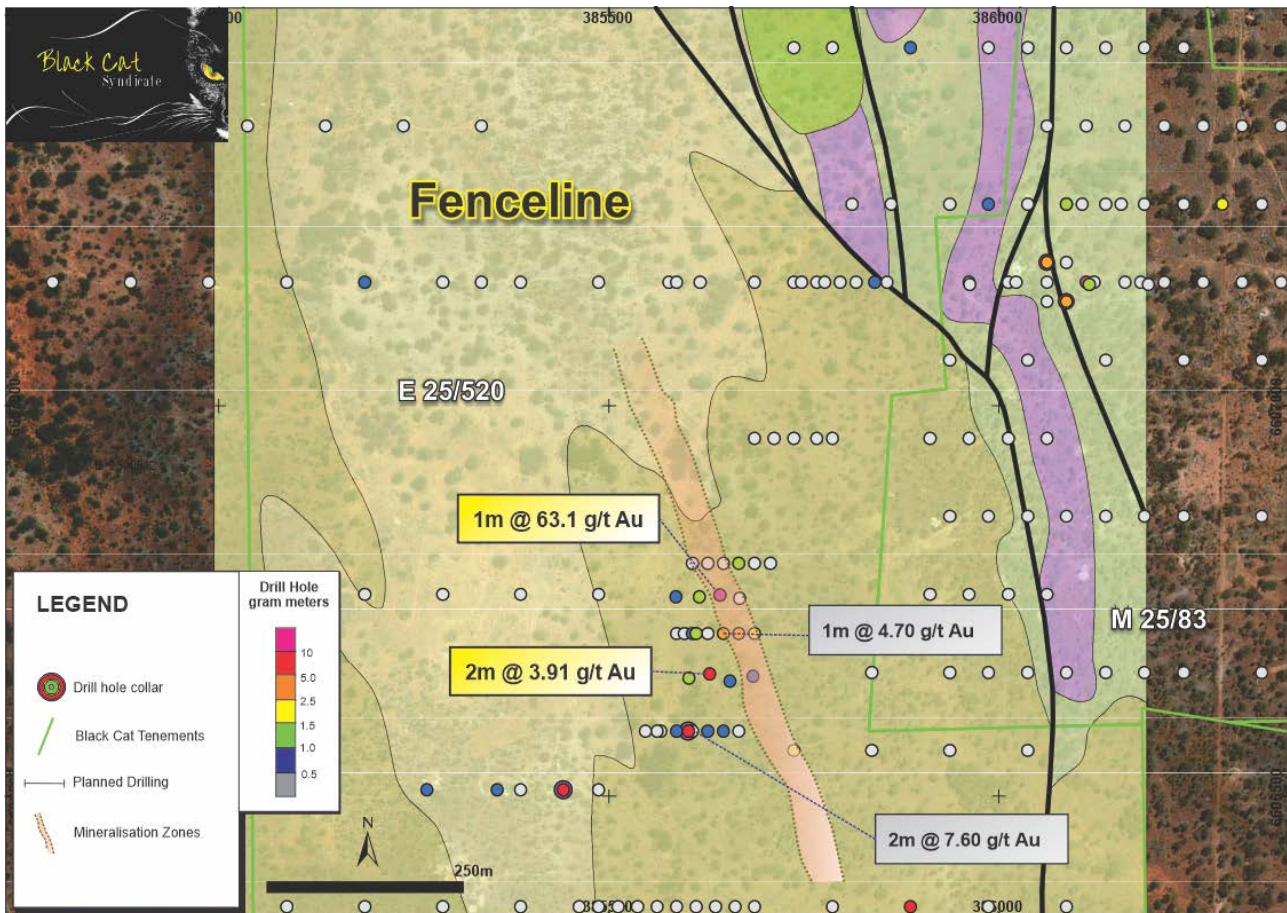 Black Cat
Syndicate
385500
386000
Fenceline
E 25/520
1m @ 63.1 g/t Au
1m @ 4.70 g/t Au
2m @ 3.91 g/t Au
2m @ 7.60 g/t Au
M 25/83
LEGEND
Drill hole collar
Black Cat Tenements
Planned Drilling
Mineralisation Zones
Drill Hole
gram meters
10
5.0
2.5
1.5
1.0
0.5
N
250m